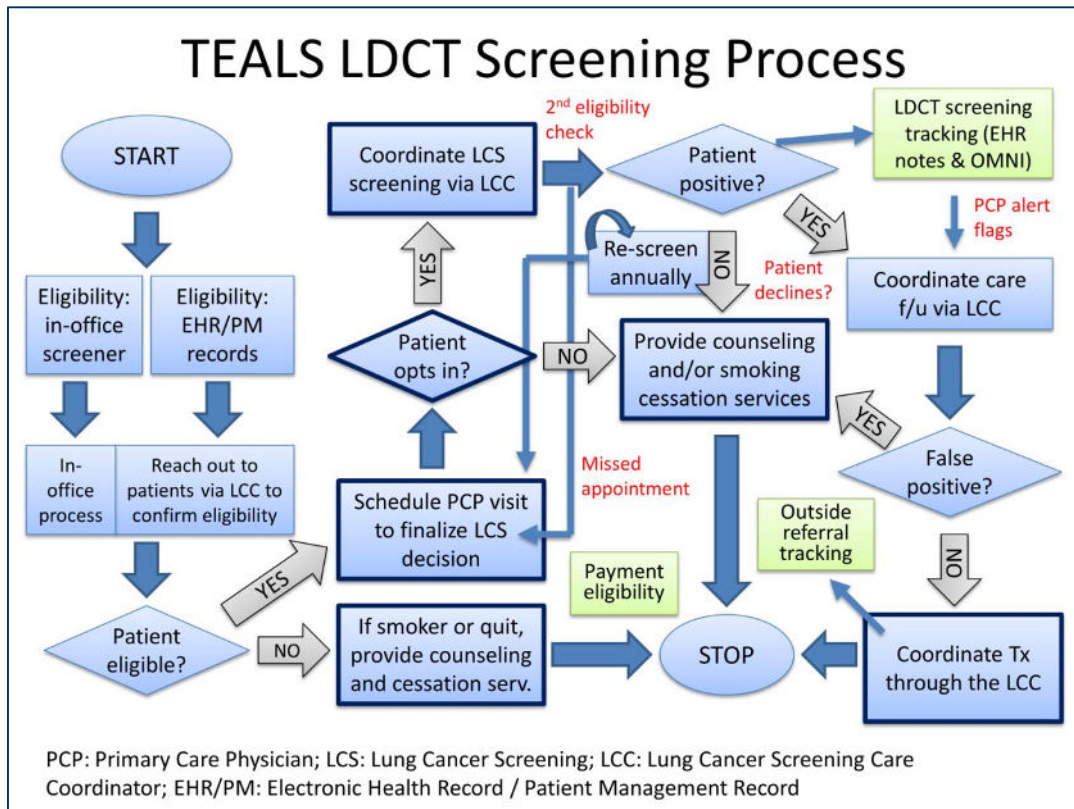 TEALS LDCT Screening Process
START
Eligibility:
in-office
screener
Eligibility:
EHR/PM
records
In-
office
process
Reach out to
patients via LCC to
confirm eligibility
Patient
eligible?
YES
NO
If smoker or quit,
provide counseling
and cessation serv.
Schedule PCP visit
to finalize LCS
decision
Patient
opts in?
YES
NO
Coordinate LCS
screening via LCC
2nd eligibility
check
Patient
positive?
Re-screen
annually
NO
YES
Patient
declines?
LDCT screening
tracking (EHR
notes & OMNI)
PCP alert
flags
Coordinate care
f/u via LCC
Provide counseling
and/or smoking
cessation services
YES
False
positive?
Missed
appointment
Outside
referral
tracking
NO
Payment
eligibility
STOP
Coordinate Tx
through the LCC
PCP: Primary Care Physician; LCS: Lung Cancer Screening; LCC: Lung Cancer Screening Care
Coordinator; EHR/PM: Electronic Health Record / Patient Management Record